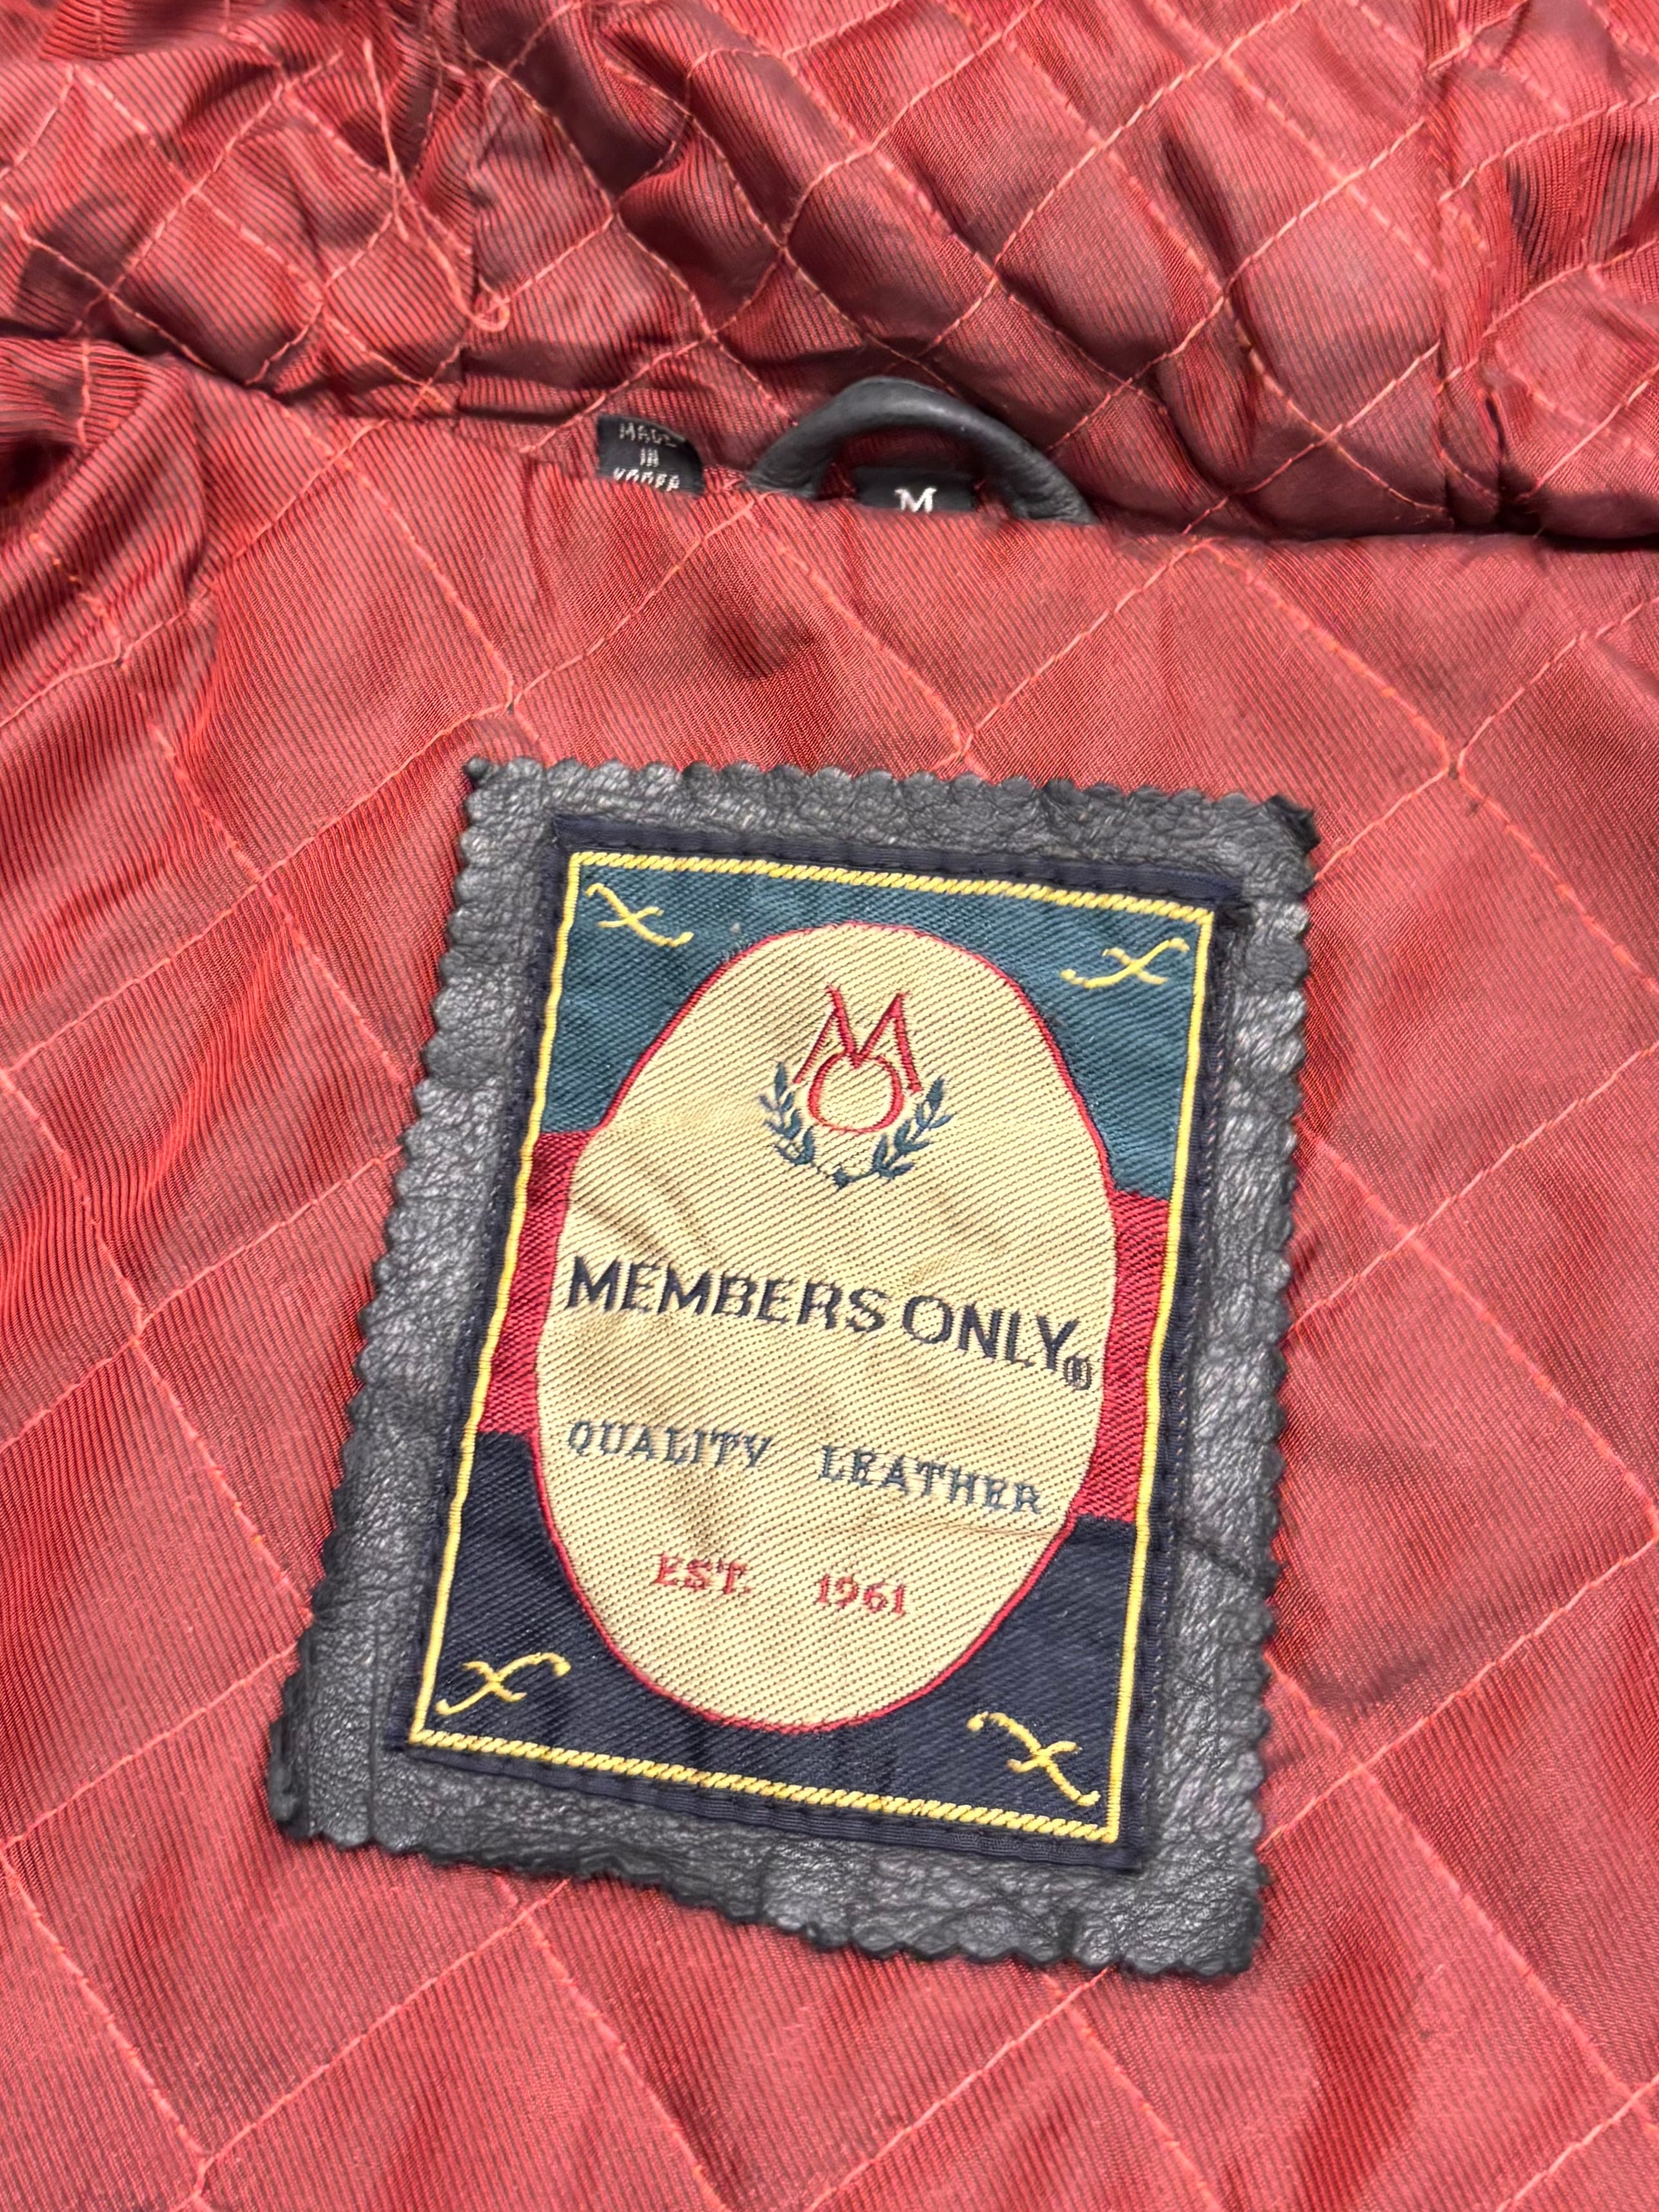 MADE
IN
KOREA
M
MO
MEMBERS ONLY®
QUALITY LEATHER
EST. 1961